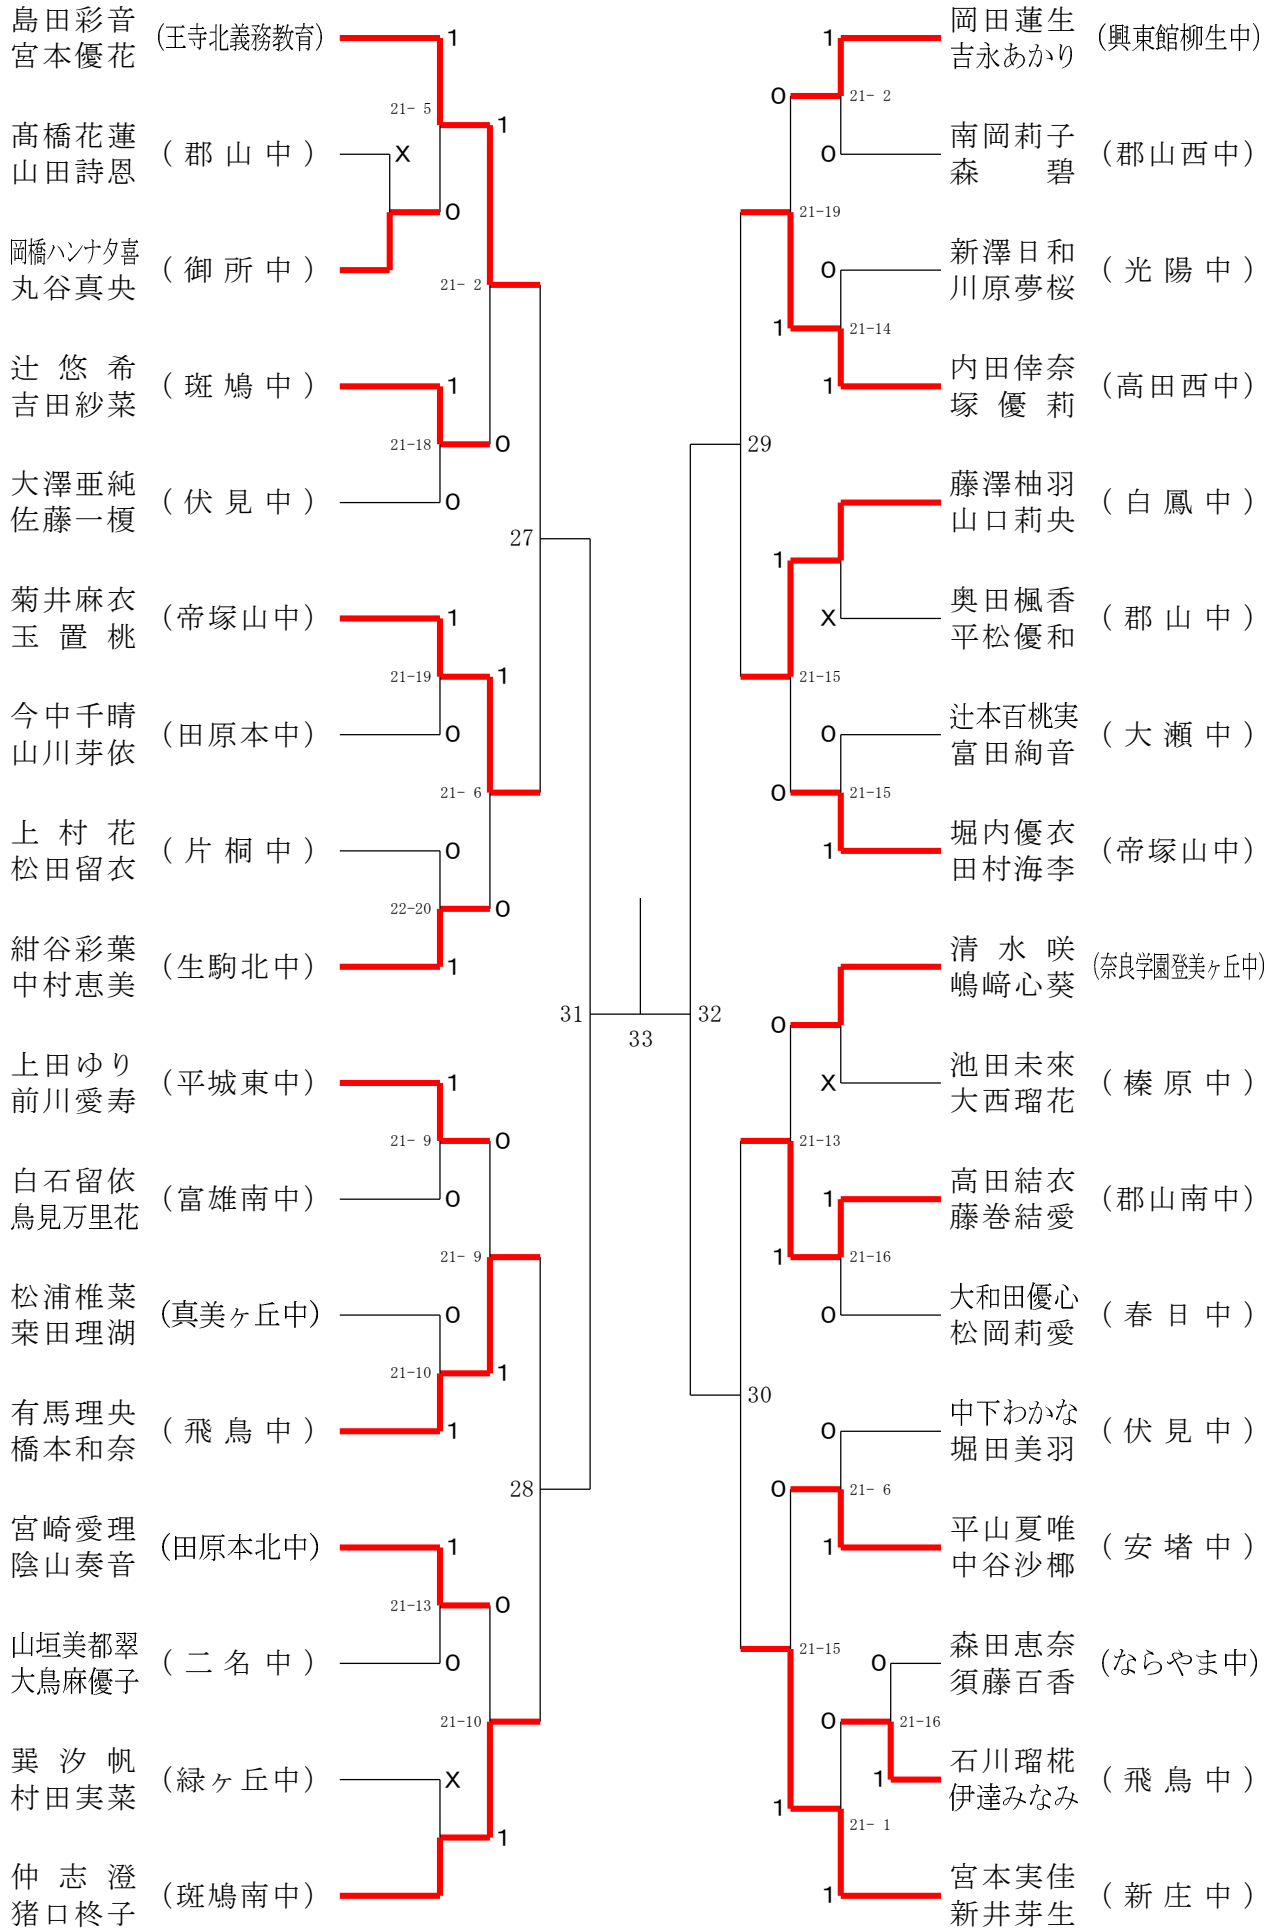 島田彩音
宮本優花
(王寺北義務教育)
1
21- 5
1
髙橋花蓮
山田詩恩
(郡山中)
X
0
岡橋ハンナタ喜
丸谷真央
(御所中)
21- 2
辻悠希
吉田紗菜
(斑鳩中)
1
21-18
0
大澤亜純
佐藤一榎
(伏見中)
0
27
菊井麻衣
玉置桃
(帝塚山中)
1
21-19
1
今中千晴
山川芽依
(田原本中)
0
21- 6
上村花
松田留衣
(片桐中)
0
22-20
0
紺谷彩葉
中村恵美
(生駒北中)
1
31
33
32
上田ゆり
前川愛寿
(平城東中)
1
21- 9
0
白石留依
鳥見万里花
(富雄南中)
0
21- 9
松浦椎菜
桒田理湖
(真美ヶ丘中)
0
21-10
1
有馬理央
橋本和奈
(飛鳥中)
1
28
宮崎愛理
陰山奏音
(田原本北中)
1
21-13
0
山垣美都翠
大鳥麻優子
(二名中)
0
21-10
巽汐帆
村田実菜
(緑ヶ丘中)
X
1
仲志澄
猪口柊子
(斑鳩南中)
岡田蓮生
吉永あかり
(興東館柳生中)
1
0
21- 2
南岡莉子
森碧
(郡山西中)
0
21-19
新澤日和
川原夢桜
(光陽中)
0
1
21-14
内田倖奈
塚優莉
(高田西中)
1
29
藤澤柚羽
山口莉央
(白鳳中)
1
奥田楓香
平松優和
(郡山中)
X
21-15
辻本百桃実
富田絢音
(大瀬中)
0
0
21-15
堀内優衣
田村海李
(帝塚山中)
1
清水咲
嶋﨑心葵
(奈良学園登美ヶ丘中)
0
池田未來
大西瑠花
(榛原中)
X
21-13
高田結衣
藤巻結愛
(郡山南中)
1
1
21-16
大和田優心
松岡莉愛
(春日中)
0
30
中下わかな
堀田美羽
(伏見中)
0
0
21- 6
平山夏唯
中谷沙椰
(安堵中)
1
21-15
森田恵奈
須藤百香
(ならやま中)
0
0
21-16
石川瑠椛
伊達みなみ
(飛鳥中)
1
1
21- 1
宮本実佳
新井芽生
(新庄中)
1